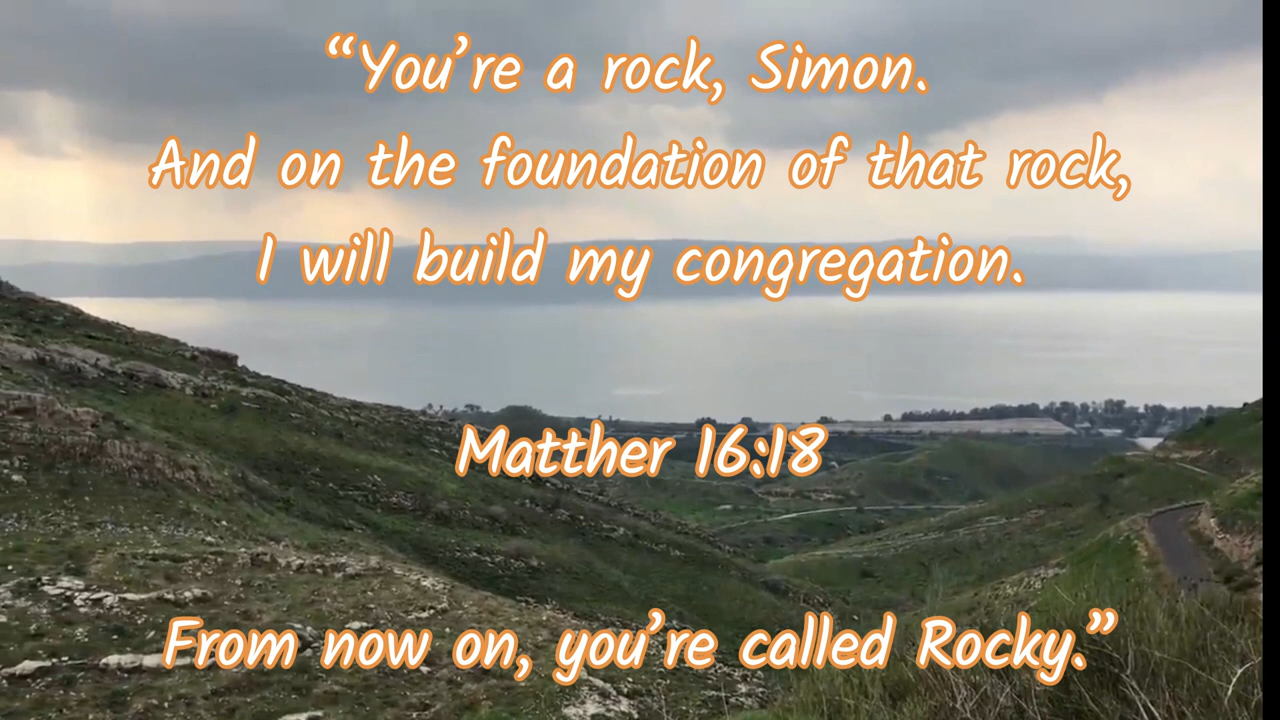 “You’re a rock, Simon.
And on the foundation of that rock,
I will build my congregation.
Matther 16:18
From now on, you’re called Rocky.”